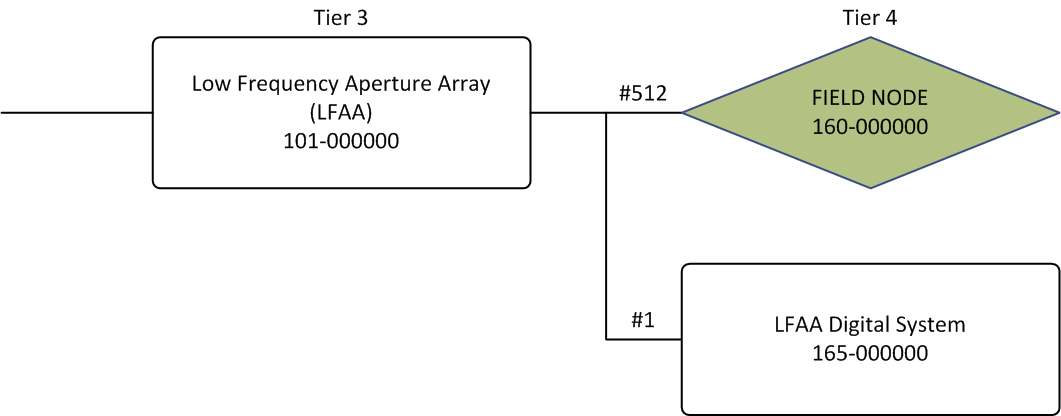 Tier 3
Tier 4
Low Frequency Aperture Array
(LFAA)
101-000000
#512
FIELD NODE
160-000000
#1
LFAA Digital System
165-000000